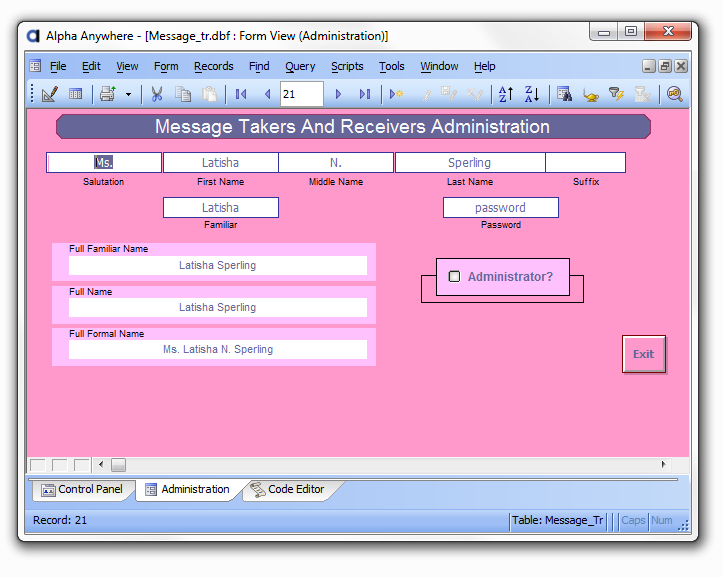 Alpha Anywhere - [Message_tr.dbf : Form View (Administration)]
File Edit View Form Records Find Query Scripts Tools Window Help
21
Message Takers And Receivers Administration
Ms. Latisha N. Sperling
Salutation First Name Middle Name Last Name Suffix
Latisha password
Familiar Password
Full Familiar Name
Latisha Sperling
Administrator?
Full Name
Latisha Sperling
Full Formal Name
Ms. Latisha N. Sperling
Exit
Control Panel Administration Code Editor
Record: 21 Table: Message_Tr Caps Num